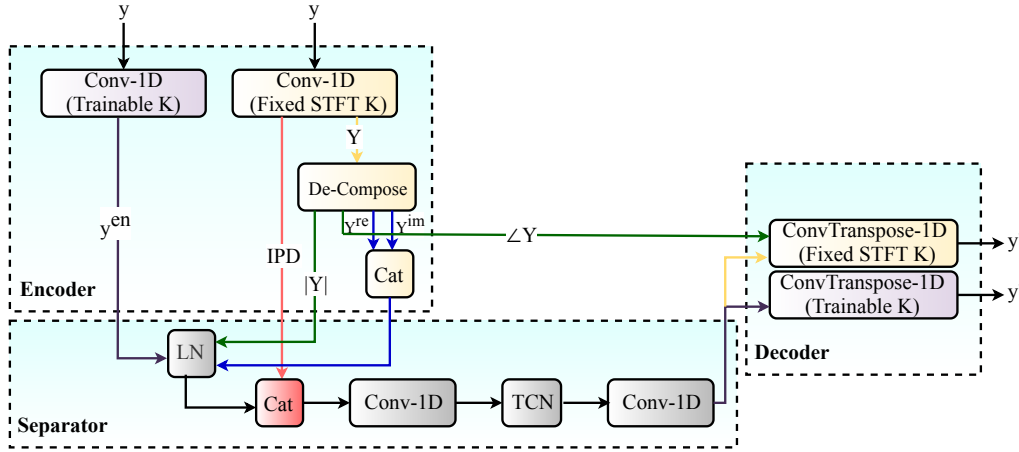 y
y
Conv-1D
(Trainable K)
Conv-1D
(Fixed STFT K)
Y
De-Compose
Y^re
Y^im
∠Y
y^en
IPD
|Y|
Cat
Encoder
ConvTranspose-1D
(Fixed STFT K)
y
ConvTranspose-1D
(Trainable K)
y
Decoder
LN
Cat
Conv-1D
TCN
Conv-1D
Separator